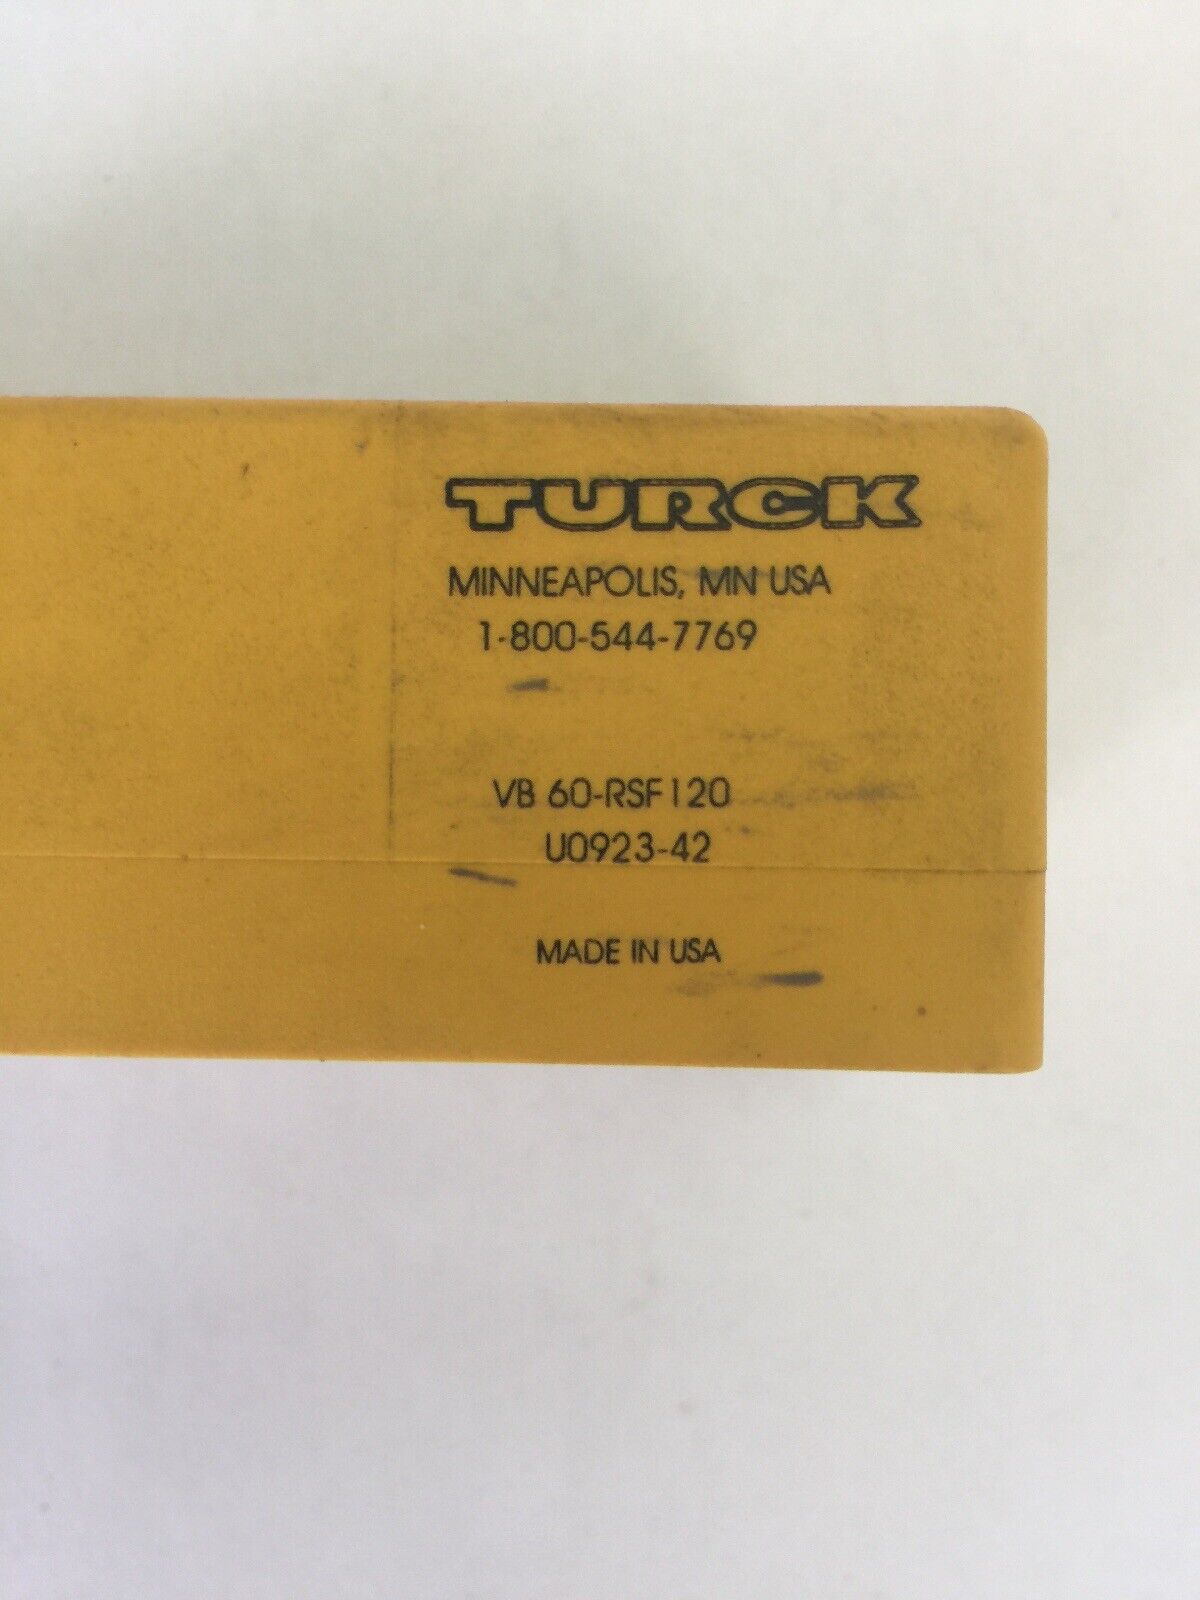 TURCK
MINNEAPOLIS, MN USA
1-800-544-7769
VB 60-RSF120
U0923-42
MADE IN USA